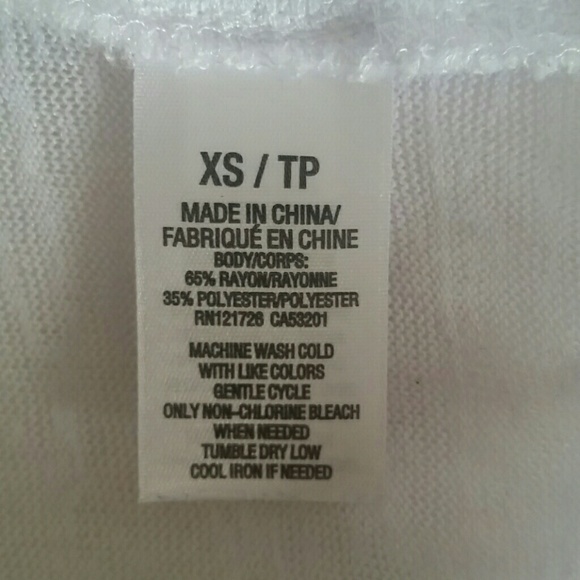 XS / TP
MADE IN CHINA/
FABRIQUÉ EN CHINE
BODY/CORPS:
65% RAYON/RAYONNE
35% POLYESTER/POLYESTER
RN121726 CA53201
MACHINE WASH COLD
WITH LIKE COLORS
GENTLE CYCLE
ONLY NON-CHLORINE BLEACH
WHEN NEEDED
TUMBLE DRY LOW
COOL IRON IF NEEDED